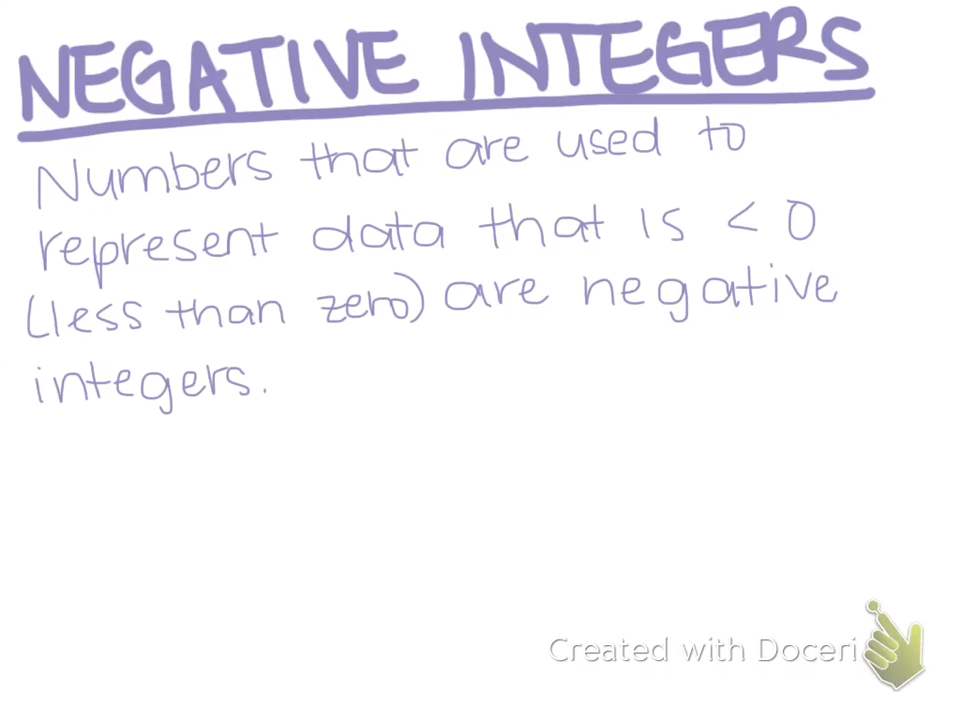 NEGATIVE INTEGERS
Numbers that are used to
represent data that is < 0
(less than zero) are negative
integers.
Created with Doceri